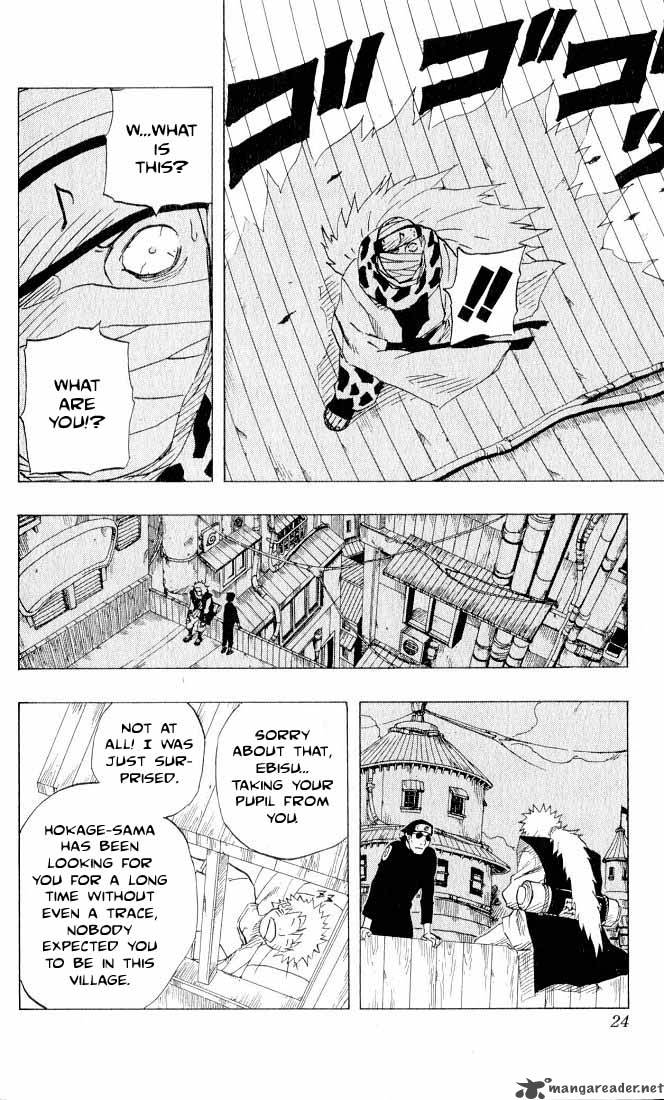 ゴ
ゴ
ゴ
ゴ
!!
W...WHAT
IS
THIS?
WHAT
ARE
YOU!?
SORRY
ABOUT
THAT,
EBISU...
TAKING
YOUR
PUPIL
FROM
YOU.
NOT AT
ALL! I WAS
JUST SUR-
PRISED.
HOKAGE-SAMA
HAS BEEN
LOOKING FOR
YOU FOR A LONG
TIME WITHOUT
EVEN A TRACE,
NOBODY
EXPECTED YOU
TO BE IN THIS
VILLAGE.
24
mangareader.net